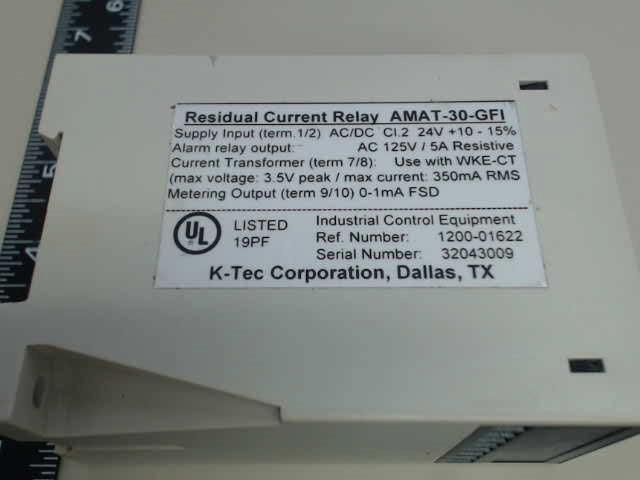 7 6
Residual Current Relay AMAT-30-GFI
Supply Input (term.1/2) AC/DC Cl.2 24V +10 - 15%
Alarm relay output: AC 125V / 5A Resistive
Current Transformer (term 7/8): Use with WKE-CT
(max voltage: 3.5V peak / max current: 350mA RMS
Metering Output (term 9/10) 0-1mA FSD
UL LISTED 19PF
Industrial Control Equipment
Ref. Number: 1200-01622
Serial Number: 32043009
K-Tec Corporation, Dallas, TX